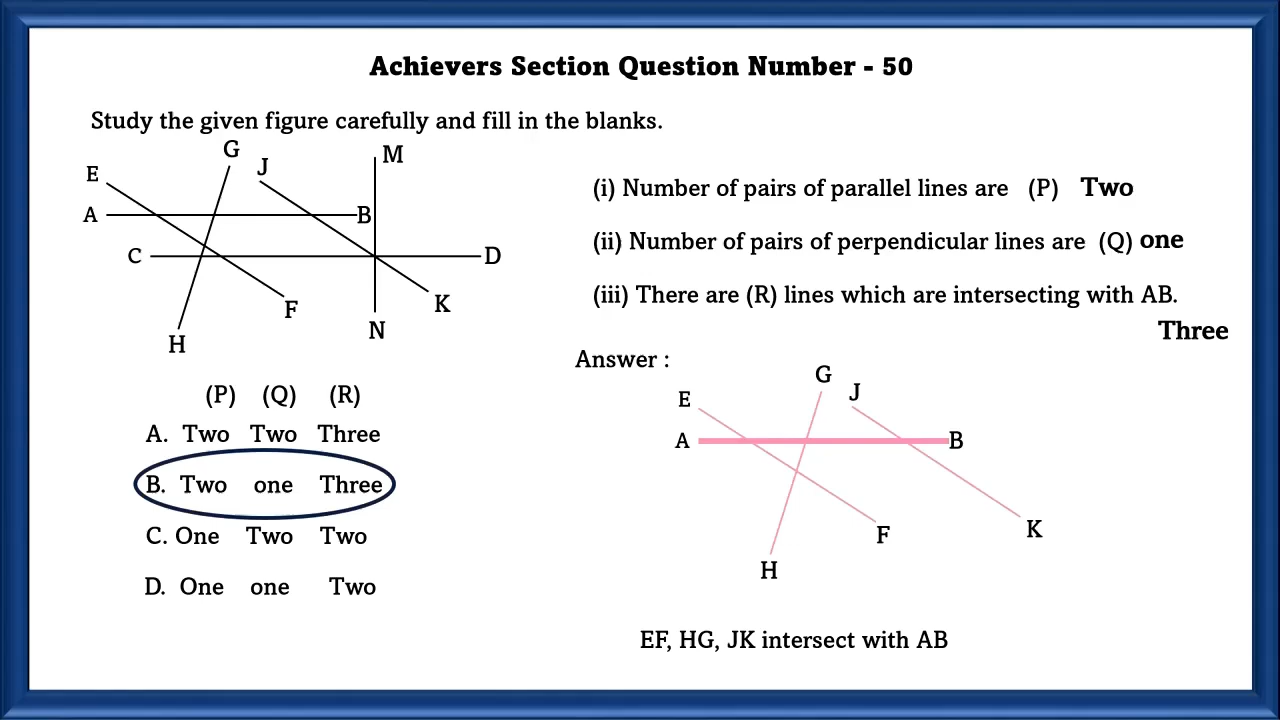 Achievers Section Question Number - 50
Study the given figure carefully and fill in the blanks.
G
J
M
E
A
B
C
D
F
K
N
H
(i) Number of pairs of parallel lines are (P) Two
(ii) Number of pairs of perpendicular lines are (Q) one
(iii) There are (R) lines which are intersecting with AB.
Three
(P) (Q) (R)
A. Two Two Three
B. Two one Three
C. One Two Two
D. One one Two
Answer :
G
J
E
A
B
F
K
H
EF, HG, JK intersect with AB